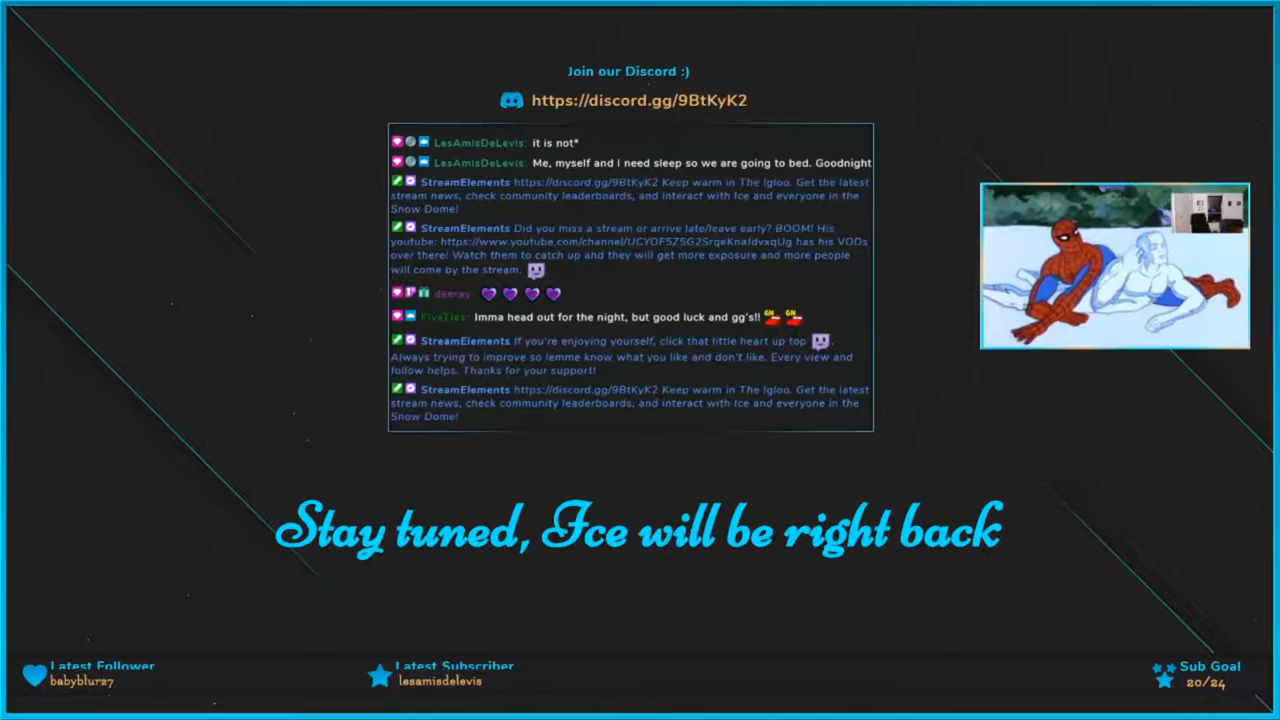 Join our Discord :)
https://discord.gg/9BtKyK2
LesAmisDeLevis: it is not*
LesAmisDeLevis: Me, myself and I need sleep so we are going to bed. Goodnight
StreamElements https://discord.gg/9BtKyK2 Keep warm in The Igloo. Get the latest
stream news, check community leaderboards, and interact with Ice and everyone in the
Snow Dome!
StreamElements Did you miss a stream or arrive late/leave early? BOOM! His
youtube: has his VODs
over there! Watch them to catch up and they will get more exposure and more people
will come by the stream.
deeray:
FiveTies: Imma head out for the night, but good luck and gg's!! GN GN
StreamElements If you're enjoying yourself, click that little heart up top .
Always trying to improve so lemme know what you like and don't like. Every view and
follow helps. Thanks for your support!
StreamElements https://discord.gg/9BtKyK2 Keep warm in The Igloo. Get the latest
stream news, check community leaderboards, and interact with Ice and everyone in the
Snow Dome!
Stay tuned, Ice will be right back
Latest Follower
babyblur27
Latest Subscriber
lesamisdelevis
Sub Goal
20/24